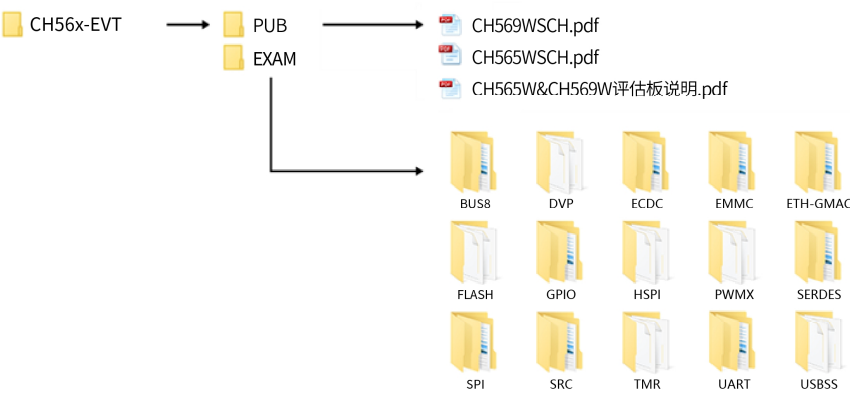 CH56x-EVT
PUB
CH569WSCH.pdf
EXAM
CH565WSCH.pdf
CH565W&CH569W评估板说明.pdf
BUS8 DVP ECDC EMMC ETH-GMAC
FLASH GPIO HSPI PWMX SERDES
SPI SRC TMR UART USBSS